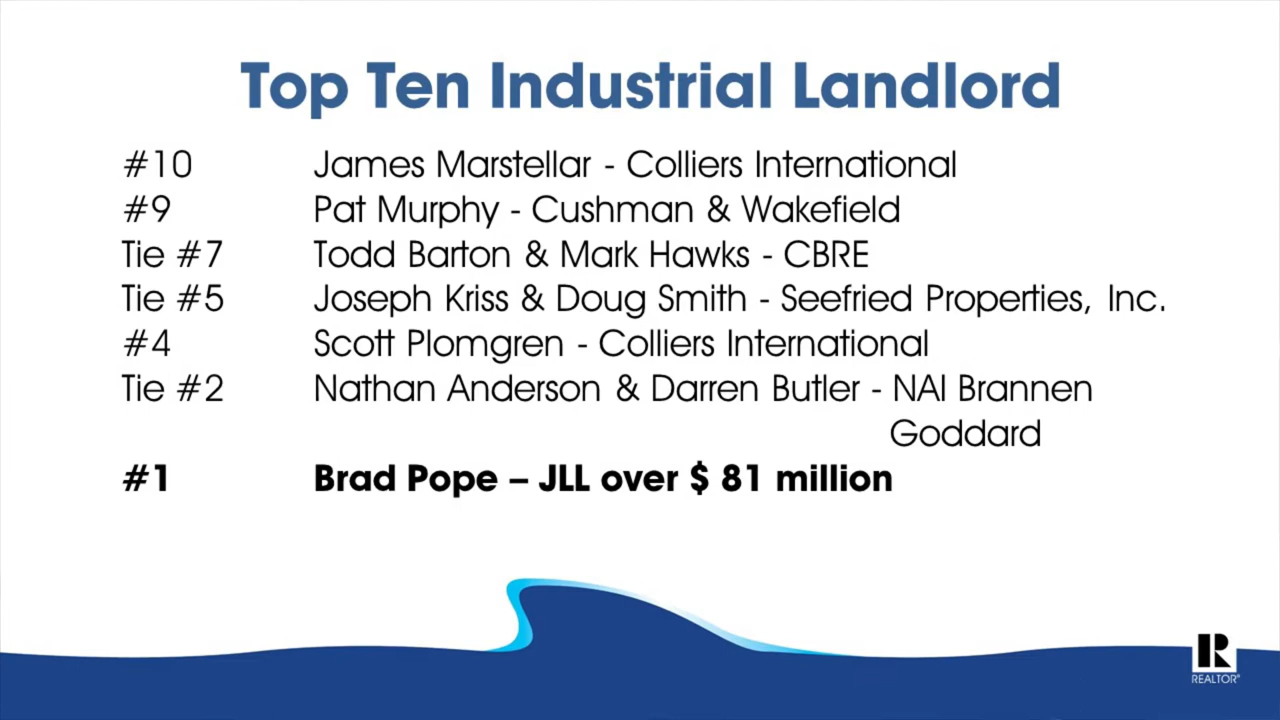 Top Ten Industrial Landlord
#10 James Marstellar - Colliers International
#9 Pat Murphy - Cushman & Wakefield
Tie #7 Todd Barton & Mark Hawks - CBRE
Tie #5 Joseph Kriss & Doug Smith - Seefried Properties, Inc.
#4 Scott Plomgren - Colliers International
Tie #2 Nathan Anderson & Darren Butler - NAI Brannen
Goddard
#1 Brad Pope – JLL over $ 81 million
R
REALTOR®